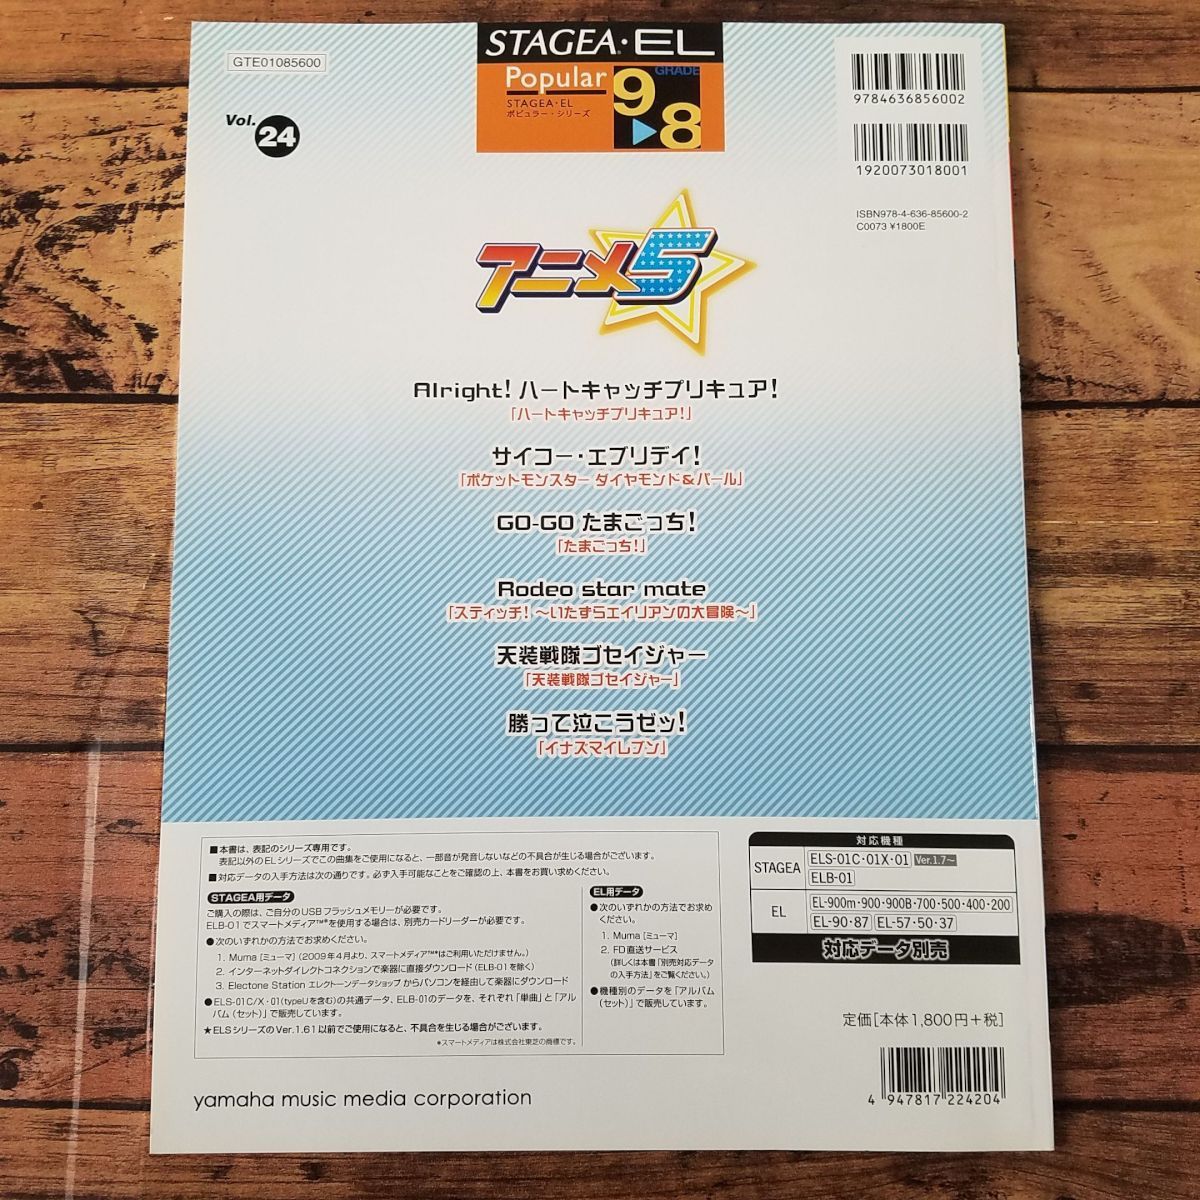 GTE01085600
Vol. 24
STAGEA・EL
Popular
STAGEA・EL
ポピュラー・シリーズ
GRADE
9▶8
9784636856002
1920073018001
ISBN978-4-636-85600-2
C0073 ¥1800E
アニメ5
Alright! ハートキャッチプリキュア!
「ハートキャッチプリキュア!」
サイコー・エブリデイ!
「ポケットモンスター ダイヤモンド&パール」
GO-GO たまごっち!
「たまごっち!」
Rodeo star mate
「スティッチ! 〜いたずらエイリアンの大冒険〜」
天装戦隊ゴセイジャー
「天装戦隊ゴセイジャー」
勝って泣こうゼッ!
「イナズマイレブン」
■本書は、表記のシリーズ専用です。
表記以外のELシリーズでこの曲集をご使用になると、一部音が発音しないなどの不具合が生じる場合がございます。
■対応データの入手方法は次の通りです。必ず入手可能なことをご確認の上、本書をお買い求めください。
STAGEA用データ
ご購入の際は、ご自分のUSBフラッシュメモリーが必要です。
ELB-01でスマートメディア™*を使用する場合は、別売カードリーダーが必要です。
●次のいずれかの方法でお求めください。
1. Muma [ミューマ] (2009年4月より、スマートメディア™*はご利用いただけません。)
2. インターネットダイレクトコネクションで楽器に直接ダウンロード (ELB-01を除く)
3. Electone Station エレクトーンデータショップ からパソコンを経由して楽器にダウンロード
●ELS-01C/X・01(typeUを含む)の共通データ、ELB-01のデータを、それぞれ「単曲」と「アル
バム (セット)」で販売しています。
★ELSシリーズのVer.1.61以前でご使用になると、不具合を生じる場合がございます。
*スマートメディアは株式会社東芝の商標です。
EL用データ
●次のいずれかの方法でお求め
ください。
1. Muma [ミューマ]
2. FD直送サービス
(詳しくは本書「別売対応データ
の入手方法」をご覧ください。)
●機種別のデータを「アルバム
(セット)」で販売しています。
対応機種
STAGEA
ELS-01C・01X・01 Ver.1.7〜
ELB-01
EL
EL-900m・900・900B・700・500・400・200
EL-90・87 EL-57・50・37
対応データ別売
定価[本体1,800円+税]
yamaha music media corporation
4 947817 224204